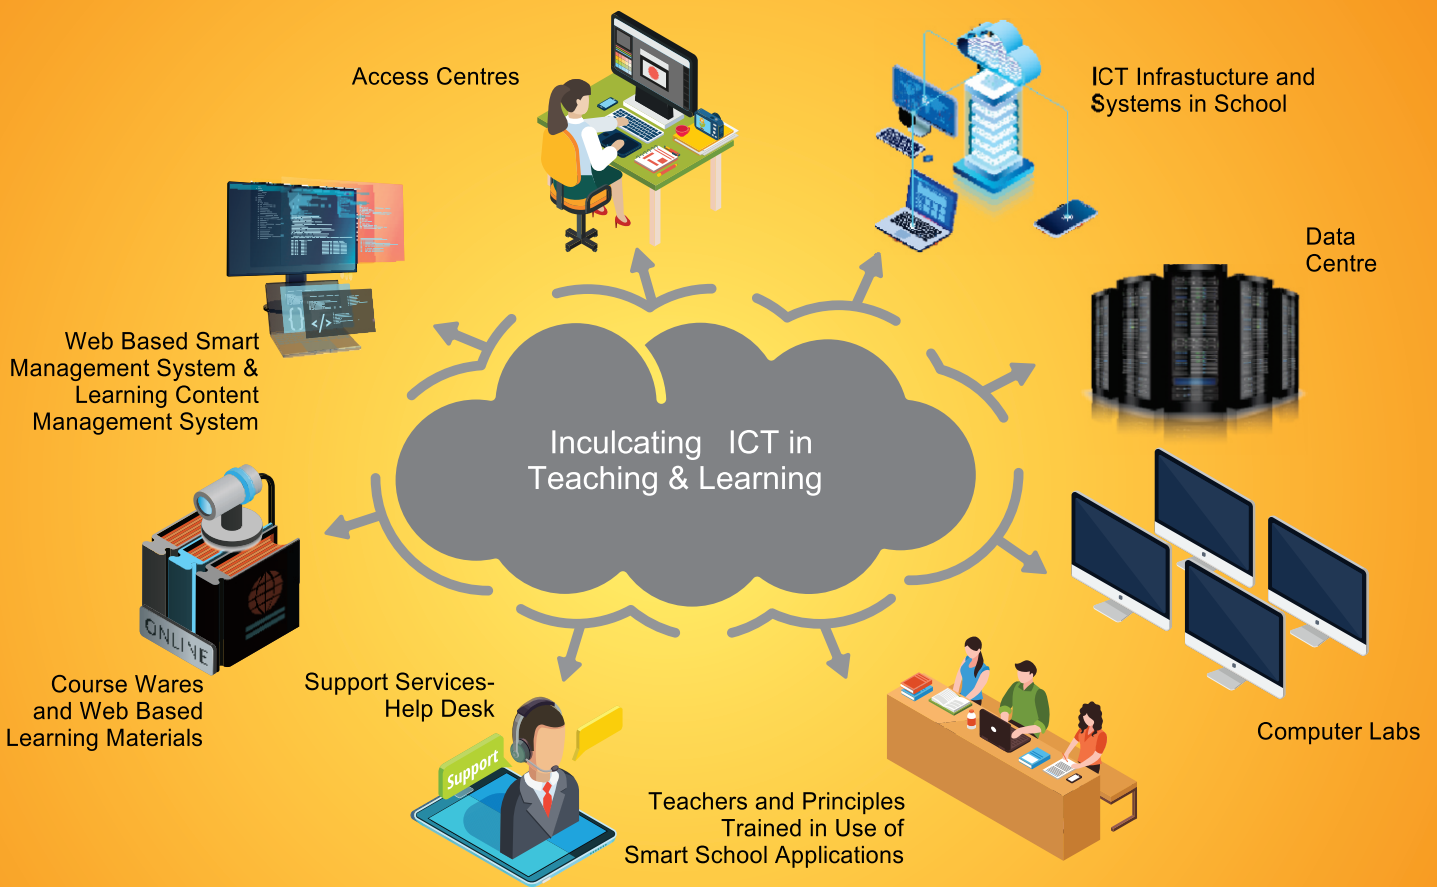 Access Centres
ICT Infrastucture and
Systems in School
Data
Centre
Web Based Smart
Management System &
Learning Content
Management System
</>
Inculcating ICT in
Teaching & Learning
ONLINE
Course Wares
and Web Based
Learning Materials
Support Services-
Help Desk
Support
Computer Labs
Teachers and Principles
Trained in Use of
Smart School Applications